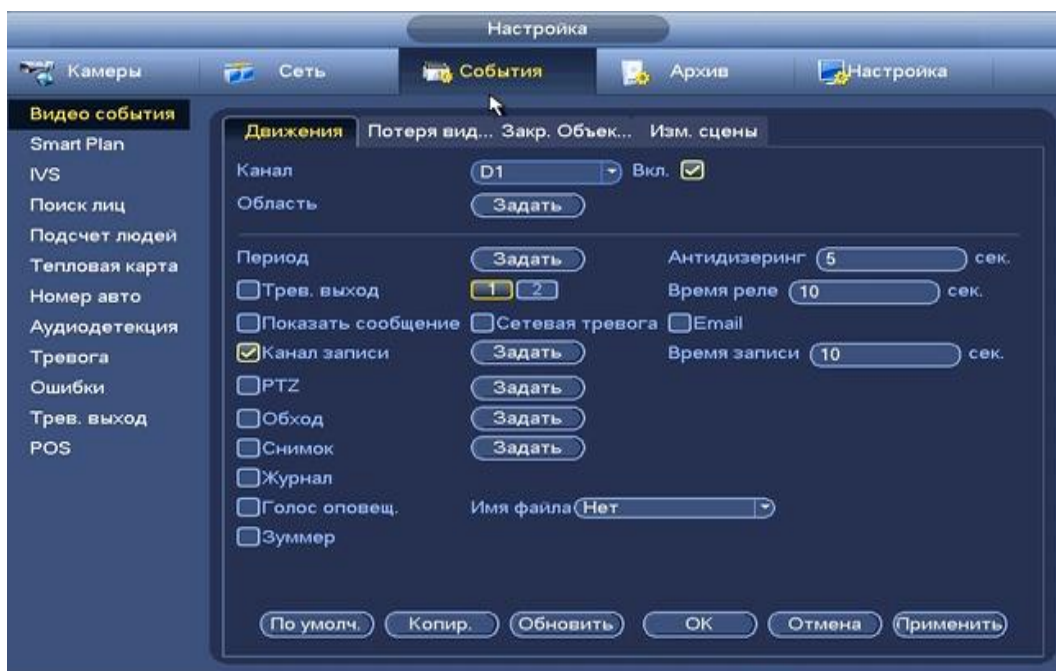 Настройка
Камеры Сеть События Архив Настройка
Видео события
Smart Plan
IVS
Поиск лиц
Подсчет людей
Тепловая карта
Номер авто
Аудиодетекция
Тревога
Ошибки
Трев. выход
POS
Движения Потеря вид... Закр. Объек... Изм. сцены
Канал D1 Вкл.
Область Задать
Период Задать Антидизеринг 5 сек.
Трев. выход 1 2 Время реле 10 сек.
Показать сообщение Сетевая тревога Email
Канал записи Задать Время записи 10 сек.
PTZ Задать
Обход Задать
Снимок Задать
Журнал
Голос оповещ. Имя файла Нет
Зуммер
По умолч. Копир. Обновить OK Отмена Применить